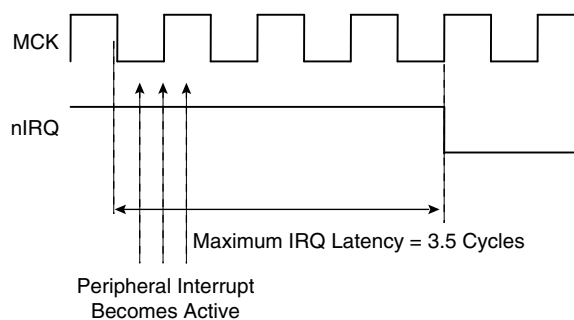 MCK
nIRQ
Maximum IRQ Latency = 3.5 Cycles
Peripheral Interrupt
Becomes Active